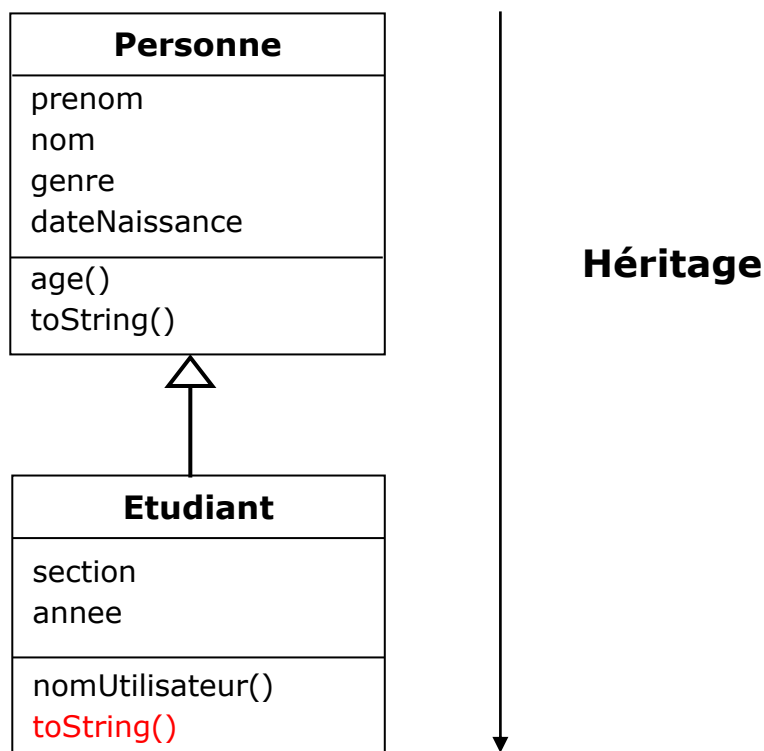 Personne
prenom
nom
genre
dateNaissance
age()
toString()
Héritage
Etudiant
section
annee
nomUtilisateur()
toString()